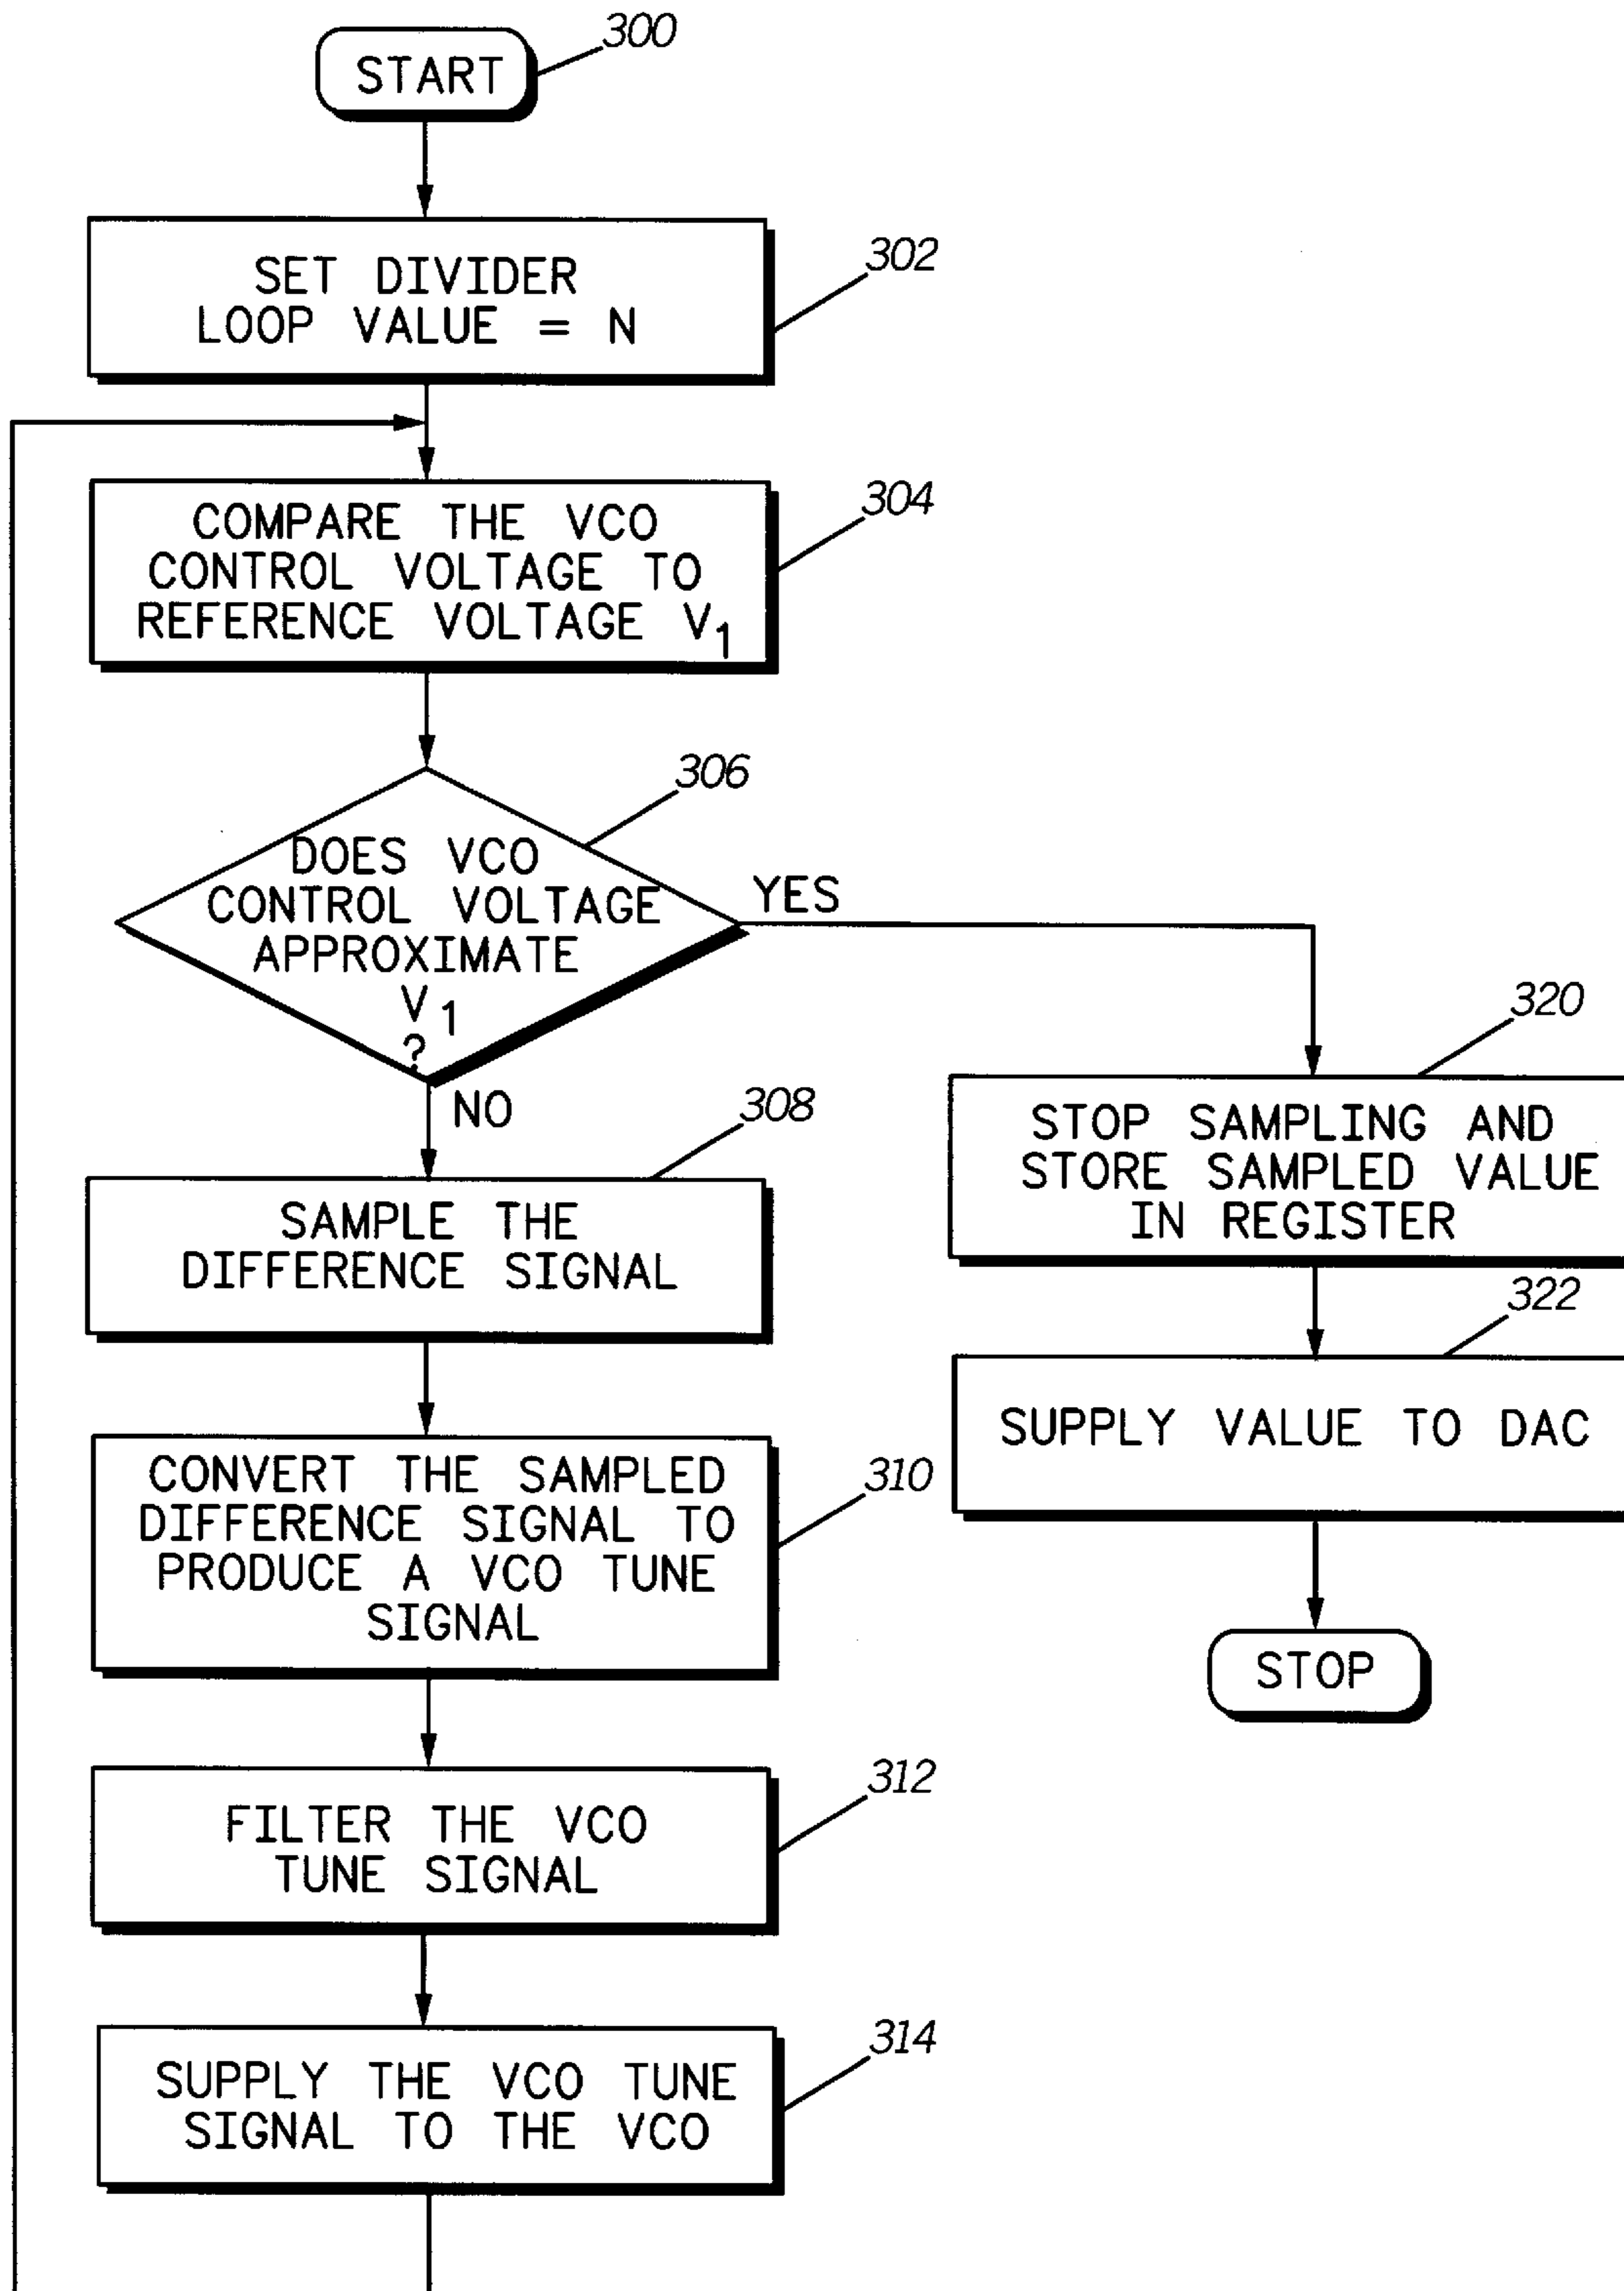 300
START
302
SET DIVIDER
LOOP VALUE = N
304
COMPARE THE VCO
CONTROL VOLTAGE TO
REFERENCE VOLTAGE V1
306
DOES VCO
CONTROL VOLTAGE
APPROXIMATE
V1
?
YES
NO
308
SAMPLE THE
DIFFERENCE SIGNAL
310
CONVERT THE SAMPLED
DIFFERENCE SIGNAL TO
PRODUCE A VCO TUNE
SIGNAL
312
FILTER THE VCO
TUNE SIGNAL
314
SUPPLY THE VCO TUNE
SIGNAL TO THE VCO
320
STOP SAMPLING AND
STORE SAMPLED VALUE
IN REGISTER
322
SUPPLY VALUE TO DAC
STOP